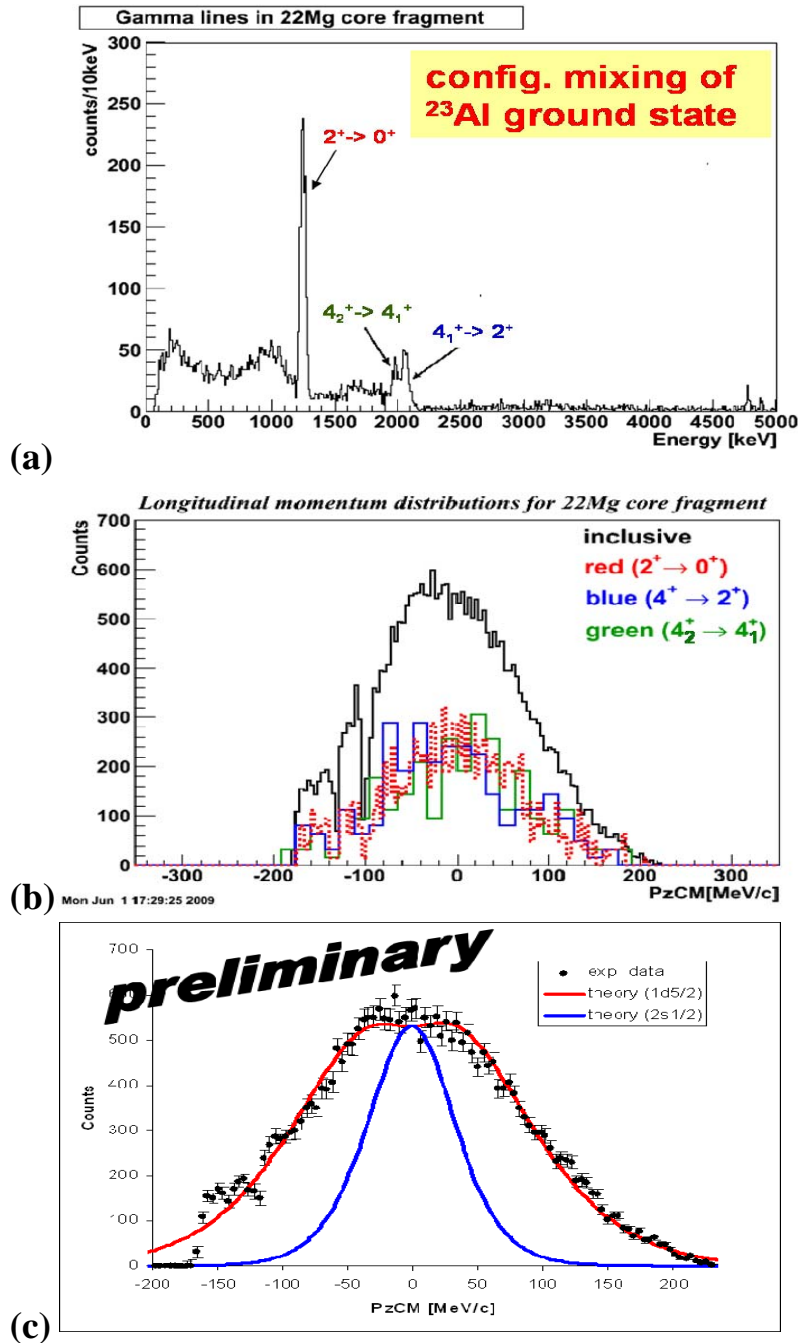 Gamma lines in 22Mg core fragment
counts/10keV
300
250
200
150
100
50
0
config. mixing of
²³Al ground state
2⁺-> 0⁺
4₂⁺-> 4₁⁺
4₁⁺-> 2⁺
0 500 1000 1500 2000 2500 3000 3500 4000 4500 5000
Energy [keV]
(a)
Longitudinal momentum distributions for 22Mg core fragment
Counts
700
600
500
400
300
200
100
0
inclusive
red (2⁺ → 0⁺)
blue (4⁺ → 2⁺)
green (4₂⁺ → 4₁⁺)
-300 -200 -100 0 100 200 300
PzCM[MeV/c]
(b) Mon Jun 1 17:29:25 2009
preliminary
Counts
700
500
400
300
200
100
0
exp data
theory (1d5/2)
theory (2s1/2)
-200 -150 -100 -50 0 50 100 150 200
PzCM [MeV/c]
(c)